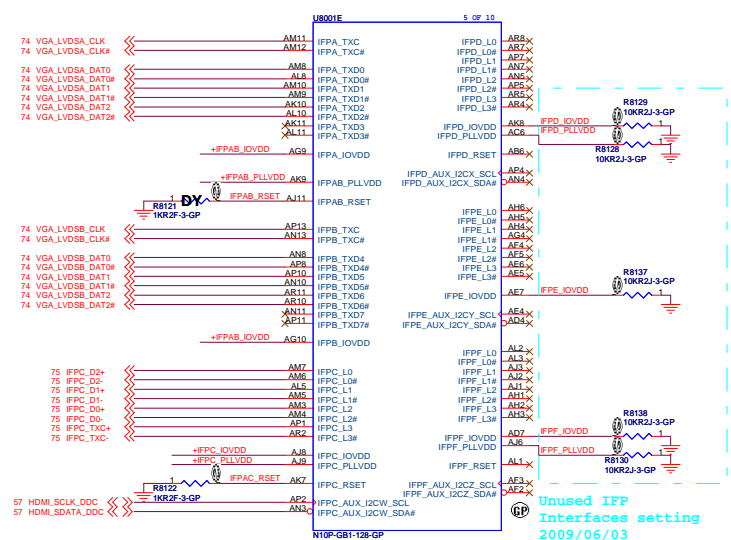 U8001E 5 OF 10
74 VGA_LVDSA_CLK AM11 IFPA_TXC IFPD_L0 AR8
74 VGA_LVDSA_CLK# AM12 IFPA_TXC# IFPD_L0# AR7
IFPD_L1 AP7
74 VGA_LVDSA_DAT0 AM8 IFPA_TXD0 IFPD_L1# AN7
74 VGA_LVDSA_DAT0# AL8 IFPA_TXD0# IFPD_L2 AN5
74 VGA_LVDSA_DAT1 AM10 IFPA_TXD1 IFPD_L2# AP5
74 VGA_LVDSA_DAT1# AM9 IFPA_TXD1# IFPD_L3 AR5
74 VGA_LVDSA_DAT2 AK10 IFPA_TXD2 IFPD_L3# AR4
74 VGA_LVDSA_DAT2# AL10 IFPA_TXD2#
AK11 IFPA_TXD3 IFPD_IOVDD AK8 IFPD_IOVDD R8129 1 10KR2J-3-GP
AL11 IFPA_TXD3# IFPD_PLLVDD AC6 IFPD_PLLVDD R8128 1 10KR2J-3-GP
+IFPAB_IOVDD AG9 IFPA_IOVDD IFPD_RSET AB6
IFPD_AUX_I2CX_SCL AP4
+IFPAB_PLLVDD AK9 IFPAB_PLLVDD IFPD_AUX_I2CX_SDA# AN4
R8121 1 DY 1KR2F-3-GP IFPAB_RSET AJ11 IFPAB_RSET
IFPE_L0 AH6
IFPE_L0# AH5
74 VGA_LVDSB_CLK AP13 IFPB_TXC IFPE_L1 AH4
74 VGA_LVDSB_CLK# AN13 IFPB_TXC# IFPE_L1# AG4
IFPE_L2 AF4
74 VGA_LVDSB_DAT0 AN8 IFPB_TXD4 IFPE_L2# AF5
74 VGA_LVDSB_DAT0# AP8 IFPB_TXD4# IFPE_L3 AE6
74 VGA_LVDSB_DAT1 AP10 IFPB_TXD5 IFPE_L3# AE5
74 VGA_LVDSB_DAT1# AN10 IFPB_TXD5#
74 VGA_LVDSB_DAT2 AR11 IFPB_TXD6 IFPE_IOVDD AE7 IFPE_IOVDD R8137 1 10KR2J-3-GP
74 VGA_LVDSB_DAT2# AR10 IFPB_TXD6#
AN11 IFPB_TXD7 IFPE_AUX_I2CY_SCL AE4
AP11 IFPB_TXD7# IFPE_AUX_I2CY_SDA# AD4
+IFPAB_IOVDD AG10 IFPB_IOVDD
IFPF_L0 AL2
IFPF_L0# AL3
75 IFPC_D2+ AM7 IFPC_L0 IFPF_L1 AJ3
75 IFPC_D2- AM6 IFPC_L0# IFPF_L1# AJ2
75 IFPC_D1+ AL5 IFPC_L1 IFPF_L2 AJ1
75 IFPC_D1- AM5 IFPC_L1# IFPF_L2# AH1
75 IFPC_D0+ AM3 IFPC_L2 IFPF_L3 AH2
75 IFPC_D0- AM4 IFPC_L2# IFPF_L3# AH3
75 IFPC_TXC+ AP1 IFPC_L3
75 IFPC_TXC- AR2 IFPC_L3# IFPF_IOVDD AD7 IFPF_IOVDD R8138 1 10KR2J-3-GP
IFPF_PLLVDD AJ6 IFPF_PLLVDD R8130 1 10KR2J-3-GP
+IFPC_IOVDD AJ8 IFPC_IOVDD
+IFPC_PLLVDD AJ9 IFPC_PLLVDD IFPF_RSET AL1
R8122 1 1KR2F-3-GP IFPAC_RSET AK7 IFPC_RSET IFPF_AUX_I2CZ_SCL AF3
IFPF_AUX_I2CZ_SDA# AF2
57 HDMI_SCLK_DDC AP2 IFPC_AUX_I2CW_SCL
57 HDMI_SDATA_DDC AN3 IFPC_AUX_I2CW_SDA#
GP
N10P-GB1-128-GP
Unused IFP
Interfaces setting
2009/06/03